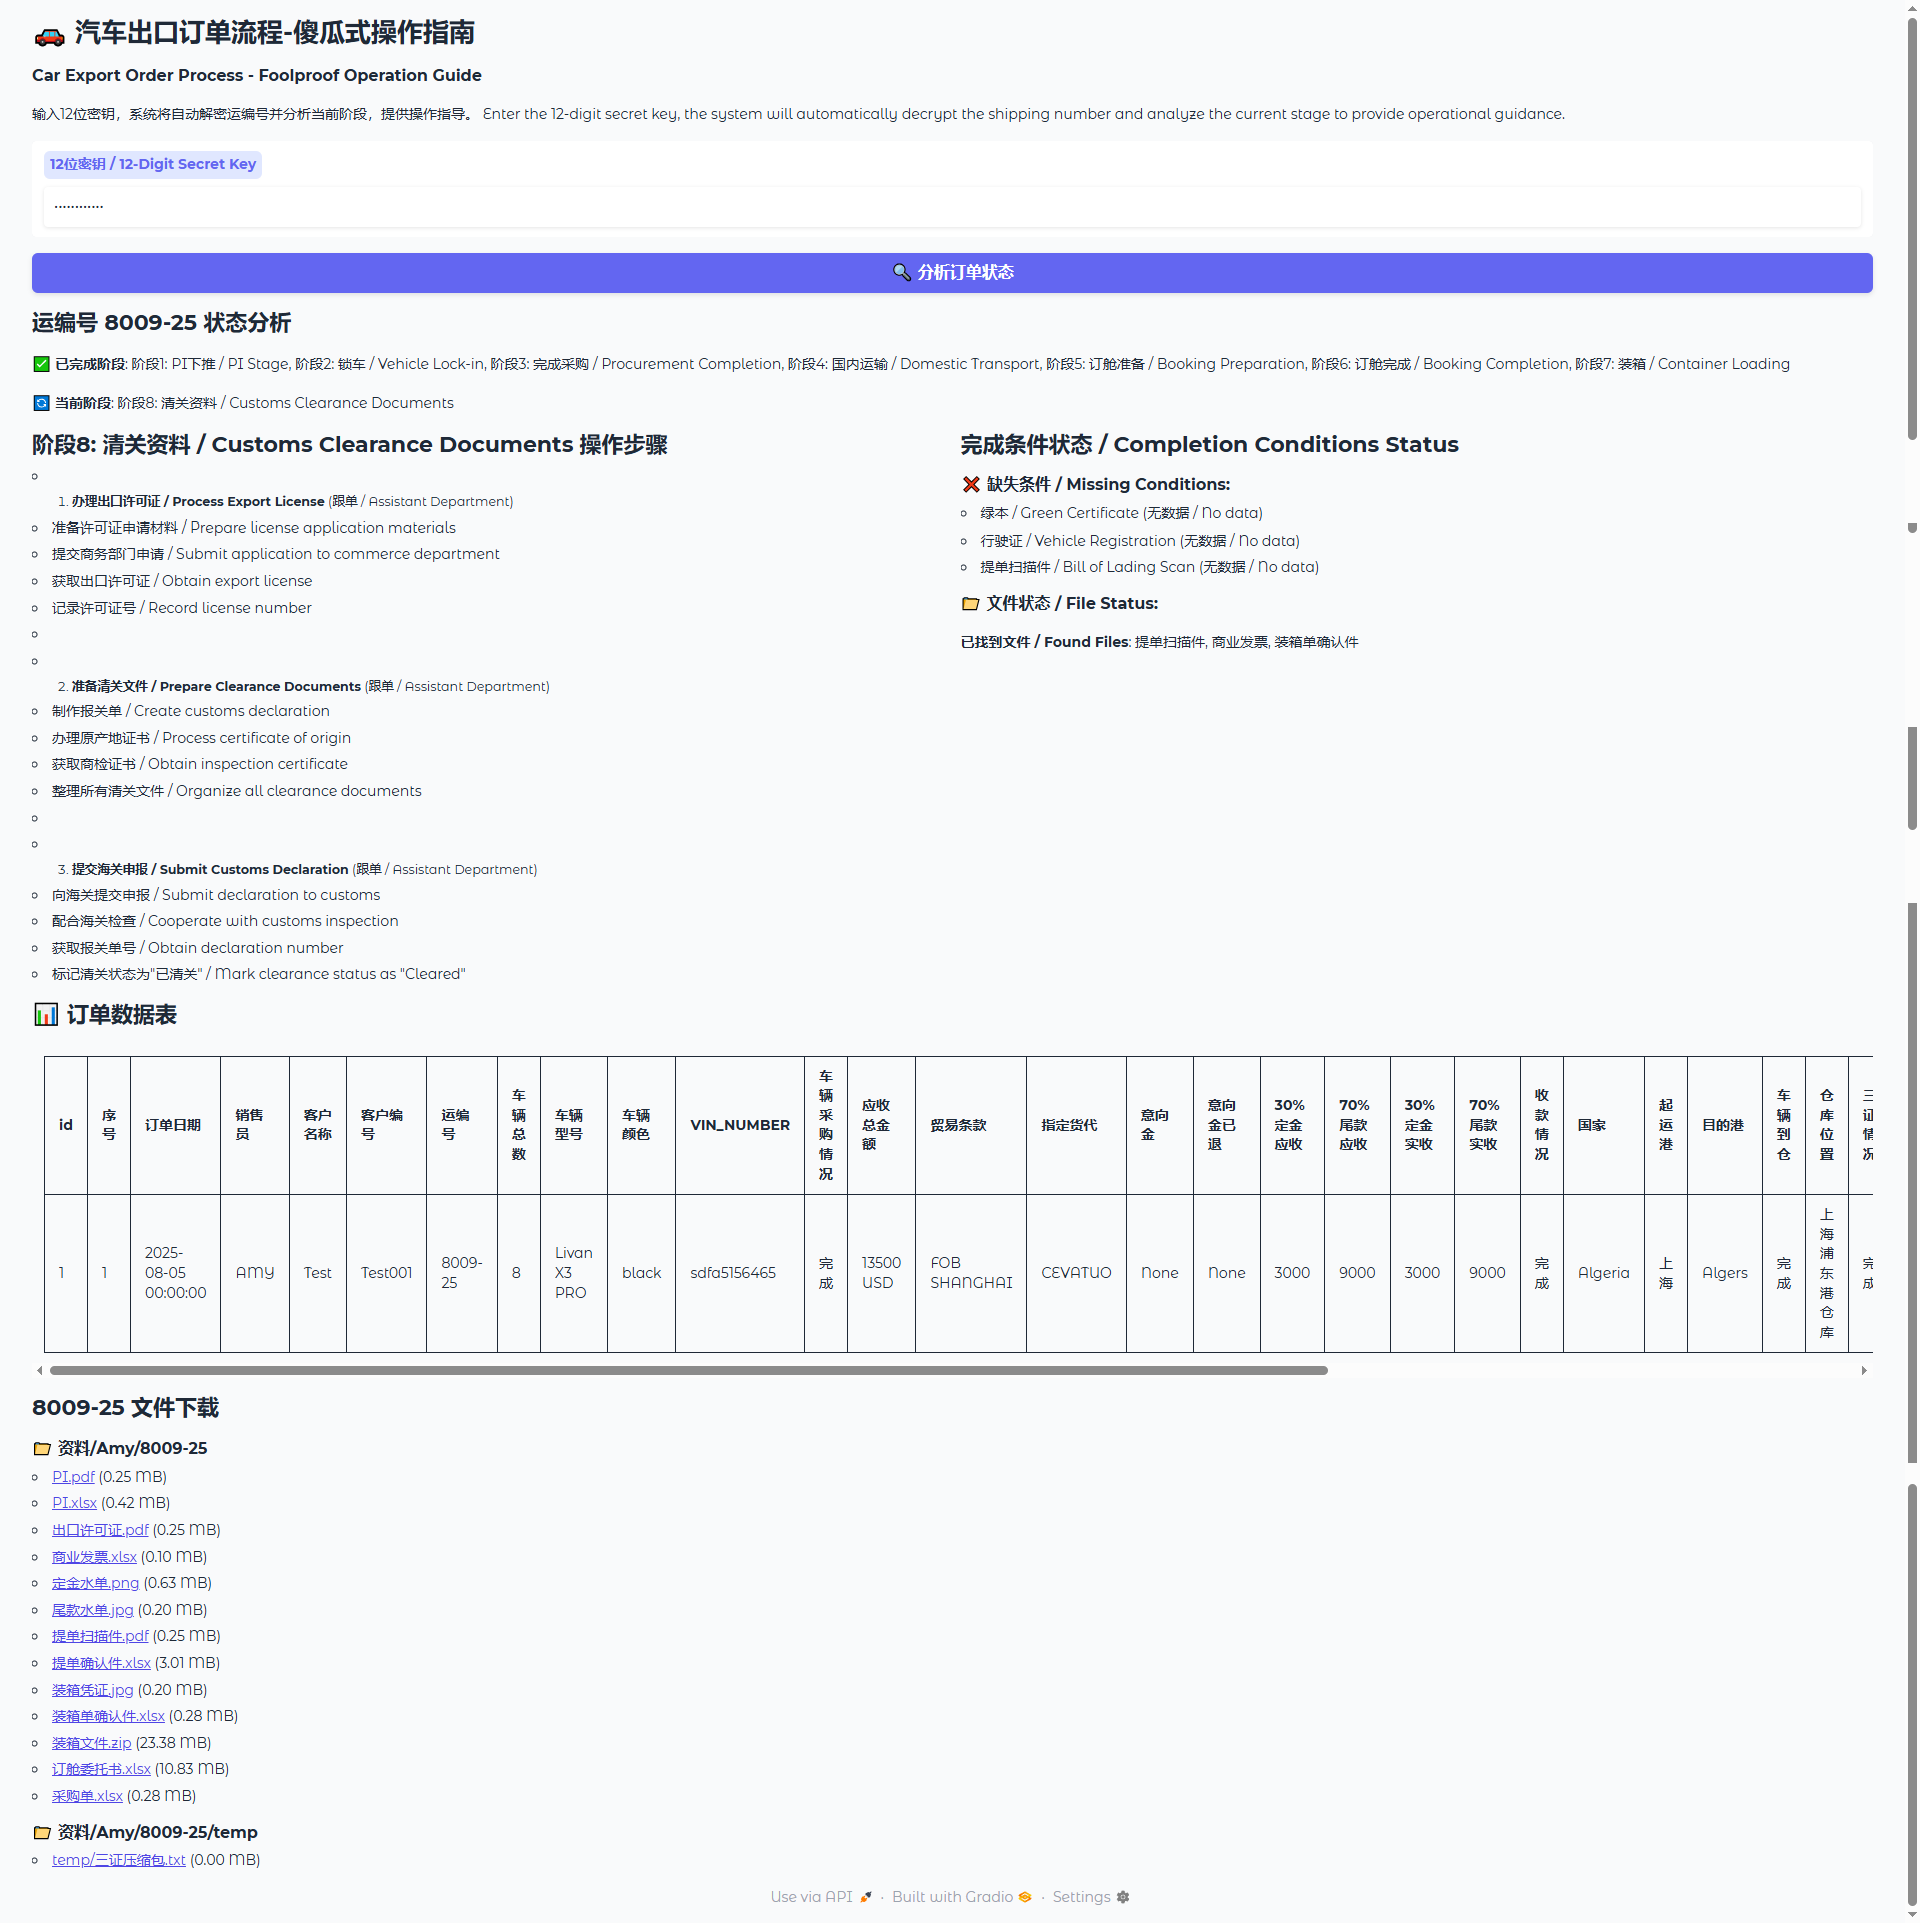 汽车出口订单流程-傻瓜式操作指南
Car Export Order Process - Foolproof Operation Guide
输入12位密钥，系统将自动解密运编号并分析当前阶段，提供操作指导。 Enter the 12-digit secret key, the system will automatically decrypt the shipping number and analyze the current stage to provide operational guidance.
12位密钥 / 12-Digit Secret Key
............
分析订单状态
运编号 8009-25 状态分析
已完成阶段: 阶段1: PI下推 / PI Stage, 阶段2: 锁车 / Vehicle Lock-in, 阶段3: 完成采购 / Procurement Completion, 阶段4: 国内运输 / Domestic Transport, 阶段5: 订舱准备 / Booking Preparation, 阶段6: 订舱完成 / Booking Completion, 阶段7: 装箱 / Container Loading
当前阶段: 阶段8: 清关资料 / Customs Clearance Documents
阶段8: 清关资料 / Customs Clearance Documents 操作步骤
1. 办理出口许可证 / Process Export License (跟单 / Assistant Department)
准备许可证申请材料 / Prepare license application materials
提交商务部门申请 / Submit application to commerce department
获取出口许可证 / Obtain export license
记录许可证号 / Record license number
2. 准备清关文件 / Prepare Clearance Documents (跟单 / Assistant Department)
制作报关单 / Create customs declaration
办理原产地证书 / Process certificate of origin
获取商检证书 / Obtain inspection certificate
整理所有清关文件 / Organize all clearance documents
3. 提交海关申报 / Submit Customs Declaration (跟单 / Assistant Department)
向海关提交申报 / Submit declaration to customs
配合海关检查 / Cooperate with customs inspection
获取报关单号 / Obtain declaration number
标记清关状态为"已清关" / Mark clearance status as "Cleared"
完成条件状态 / Completion Conditions Status
缺失条件 / Missing Conditions:
绿本 / Green Certificate (无数据 / No data)
行驶证 / Vehicle Registration (无数据 / No data)
提单扫描件 / Bill of Lading Scan (无数据 / No data)
文件状态 / File Status:
已找到文件 / Found Files: 提单扫描件, 商业发票, 装箱单确认件
订单数据表
id 序号 订单日期 销售员 客户名称 客户编号 运编号 车辆总数 车辆型号 车辆颜色 VIN_NUMBER 车辆采购情况 应收总金额 贸易条款 指定货代 意向金 意向金已退 30%定金应收 70%尾款应收 30%定金实收 70%尾款实收 收款情况 国家 起运港 目的港 车辆到仓 仓库位置 三证情况
1 1 2025-08-05 00:00:00 AMY Test Test001 8009-25 8 Livan X3 PRO black sdfa5156465 完成 13500 USD FOB SHANGHAI CEVATUO None None 3000 9000 3000 9000 完成 Algeria 上海 Algers 完成 上海浦东港仓库 完成
8009-25 文件下载
资料/Amy/8009-25
PI.pdf (0.25 MB)
PI.xlsx (0.42 MB)
出口许可证.pdf (0.25 MB)
商业发票.xlsx (0.10 MB)
定金水单.png (0.63 MB)
尾款水单.jpg (0.20 MB)
提单扫描件.pdf (0.25 MB)
提单确认件.xlsx (3.01 MB)
装箱凭证.jpg (0.20 MB)
装箱单确认件.xlsx (0.28 MB)
装箱文件.zip (23.38 MB)
订舱委托书.xlsx (10.83 MB)
采购单.xlsx (0.28 MB)
资料/Amy/8009-25/temp
temp/三证压缩包.txt (0.00 MB)
Use via API · Built with Gradio · Settings